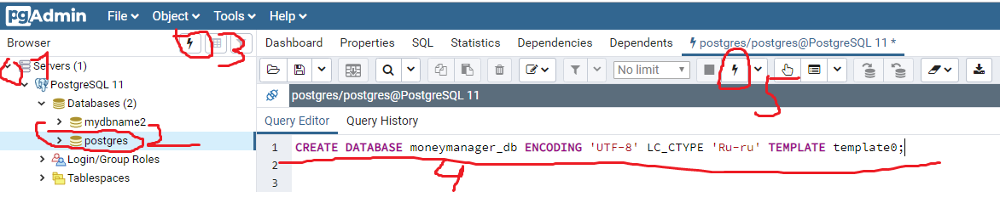 pgAdmin File Object Tools Help
Browser 3 Dashboard Properties SQL Statistics Dependencies Dependents postgres/postgres@PostgreSQL 11 *
1 Servers (1) No limit
PostgreSQL 11 postgres/postgres@PostgreSQL 11 5
Databases (2)
mydbname2 Query Editor Query History
postgres 2
1 CREATE DATABASE moneymanager_db ENCODING 'UTF-8' LC_CTYPE 'Ru-ru' TEMPLATE template0;
Login/Group Roles
2 4
Tablespaces
3